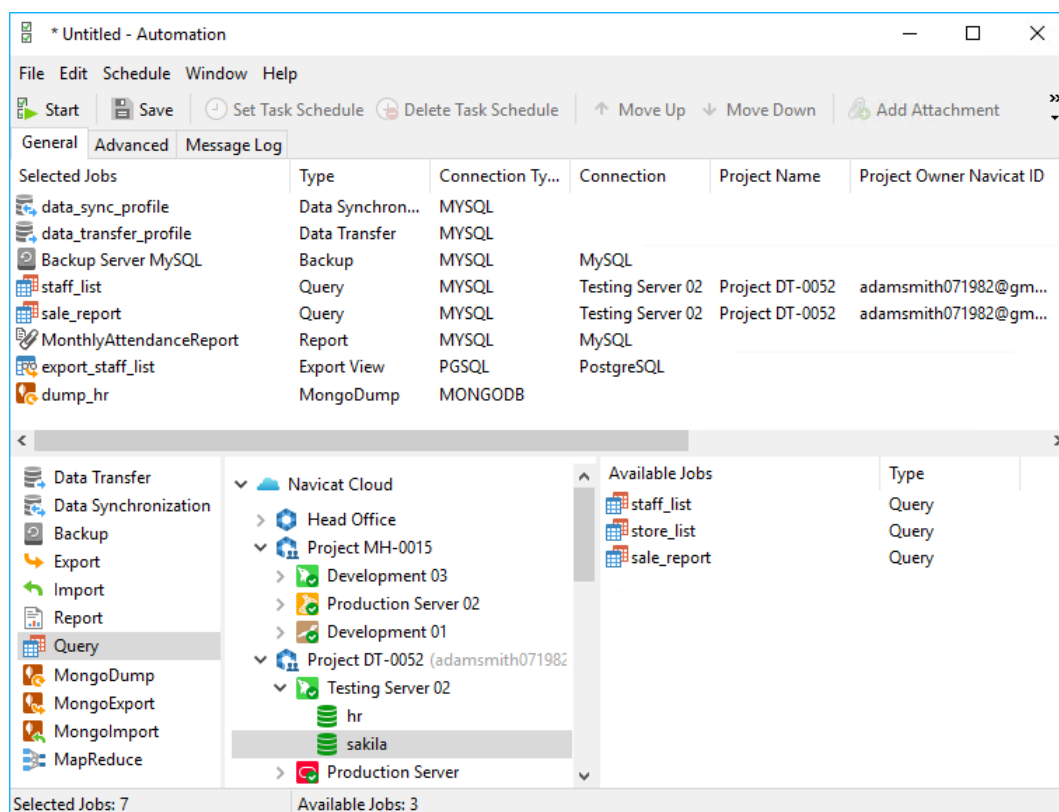 * Untitled - Automation
File Edit Schedule Window Help
Start Save Set Task Schedule Delete Task Schedule Move Up Move Down Add Attachment
General Advanced Message Log
Selected Jobs Type Connection Ty... Connection Project Name Project Owner Navicat ID
data_sync_profile Data Synchron... MYSQL
data_transfer_profile Data Transfer MYSQL
Backup Server MySQL Backup MYSQL MySQL
staff_list Query MYSQL Testing Server 02 Project DT-0052 adamsmith071982@gm...
sale_report Query MYSQL Testing Server 02 Project DT-0052 adamsmith071982@gm...
MonthlyAttendanceReport Report MYSQL MySQL
export_staff_list Export View PGSQL PostgreSQL
dump_hr MongoDump MONGODB
Data Transfer
Data Synchronization
Backup
Export
Import
Report
Query
MongoDump
MongoExport
MongoImport
MapReduce
Navicat Cloud
Head Office
Project MH-0015
Development 03
Production Server 02
Development 01
Project DT-0052 (adamsmith071982
Testing Server 02
hr
sakila
Production Server
Available Jobs Type
staff_list Query
store_list Query
sale_report Query
Selected Jobs: 7 Available Jobs: 3